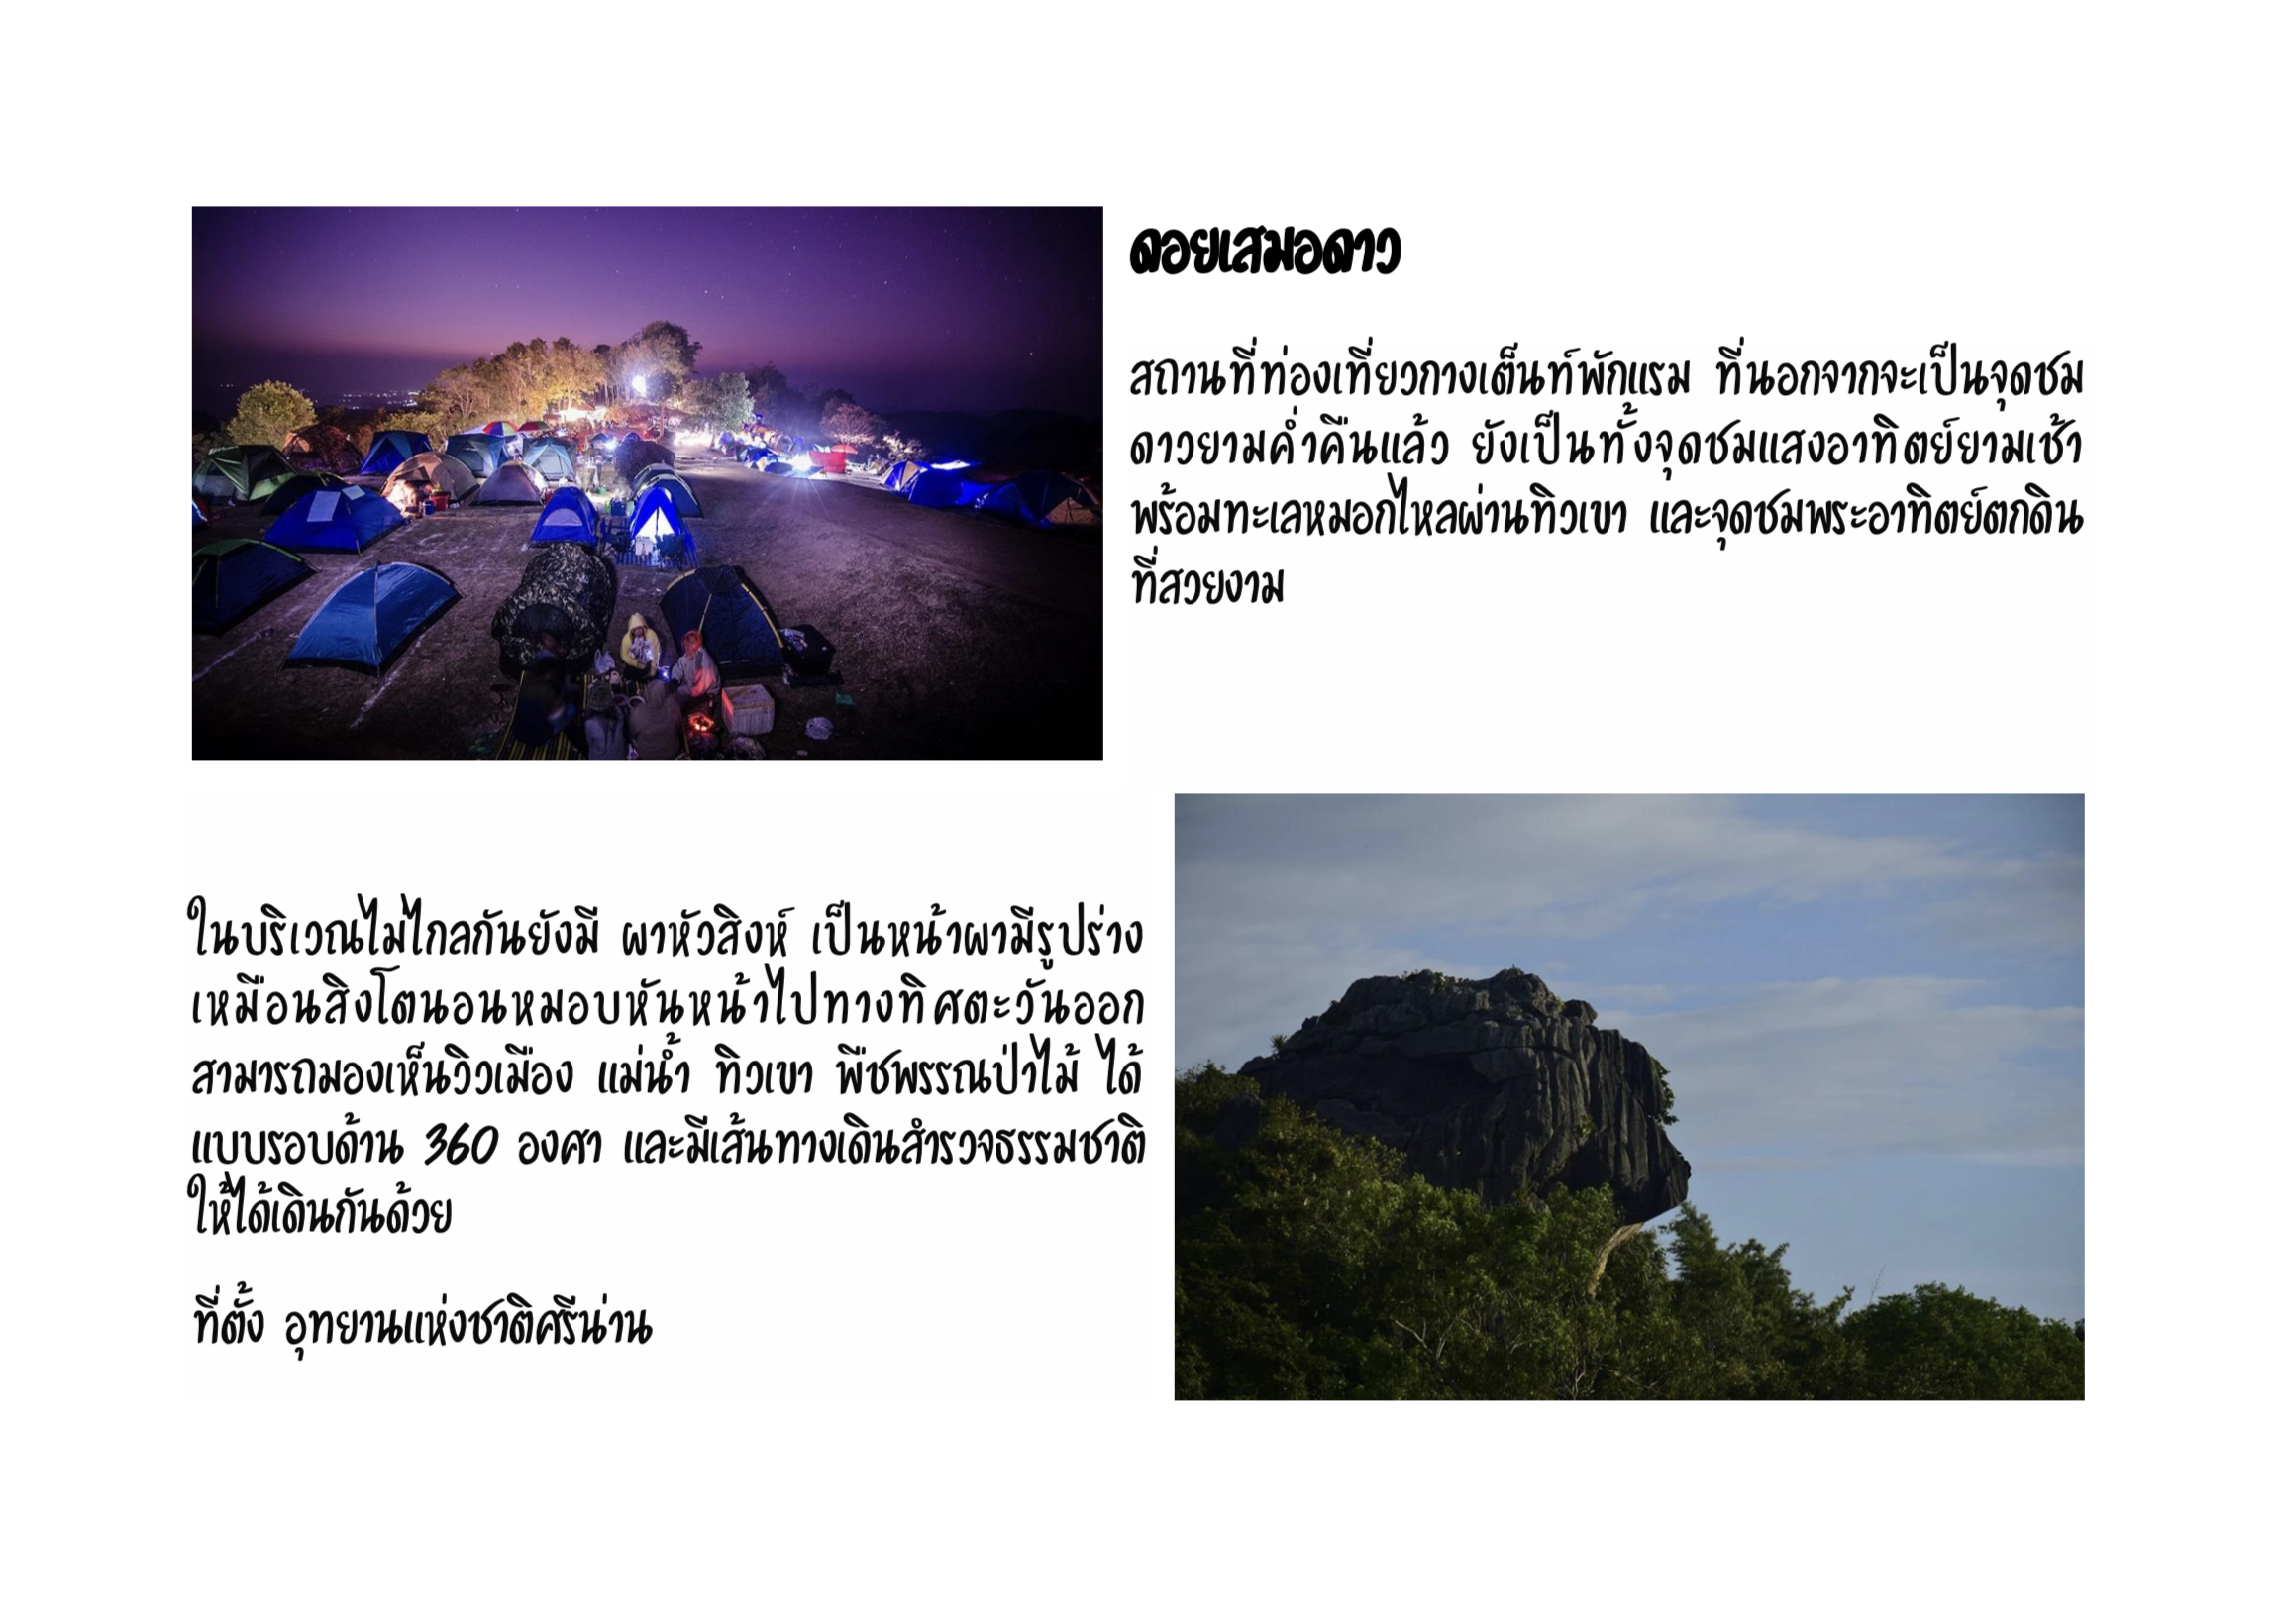 ดอยเสมอดาว
สถานที่ท่องเที่ยวกางเต็นท์พักแรม ที่นอกจากจะเป็นจุดชม
ดาวยามค่ำคืนแล้ว ยังเป็นทั้งจุดชมแสงอาทิตย์ยามเช้า
พร้อมทะเลหมอกไหลผ่านทิวเขา และจุดชมพระอาทิตย์ตกดิน
ที่สวยงาม
ในบริเวณไม่ไกลกันยังมี ผาหัวสิงห์ เป็นหน้าผามีรูปร่าง
เหมือนสิงโตนอนหมอบหันหน้าไปทางทิศตะวันออก
สามารถมองเห็นวิวเมือง แม่น้ำ ทิวเขา พืชพรรณป่าไม้ ได้
แบบรอบด้าน 360 องศา และมีเส้นทางเดินสำรวจธรรมชาติ
ให้ได้เดินกันด้วย
ที่ตั้ง อุทยานแห่งชาติศรีน่าน